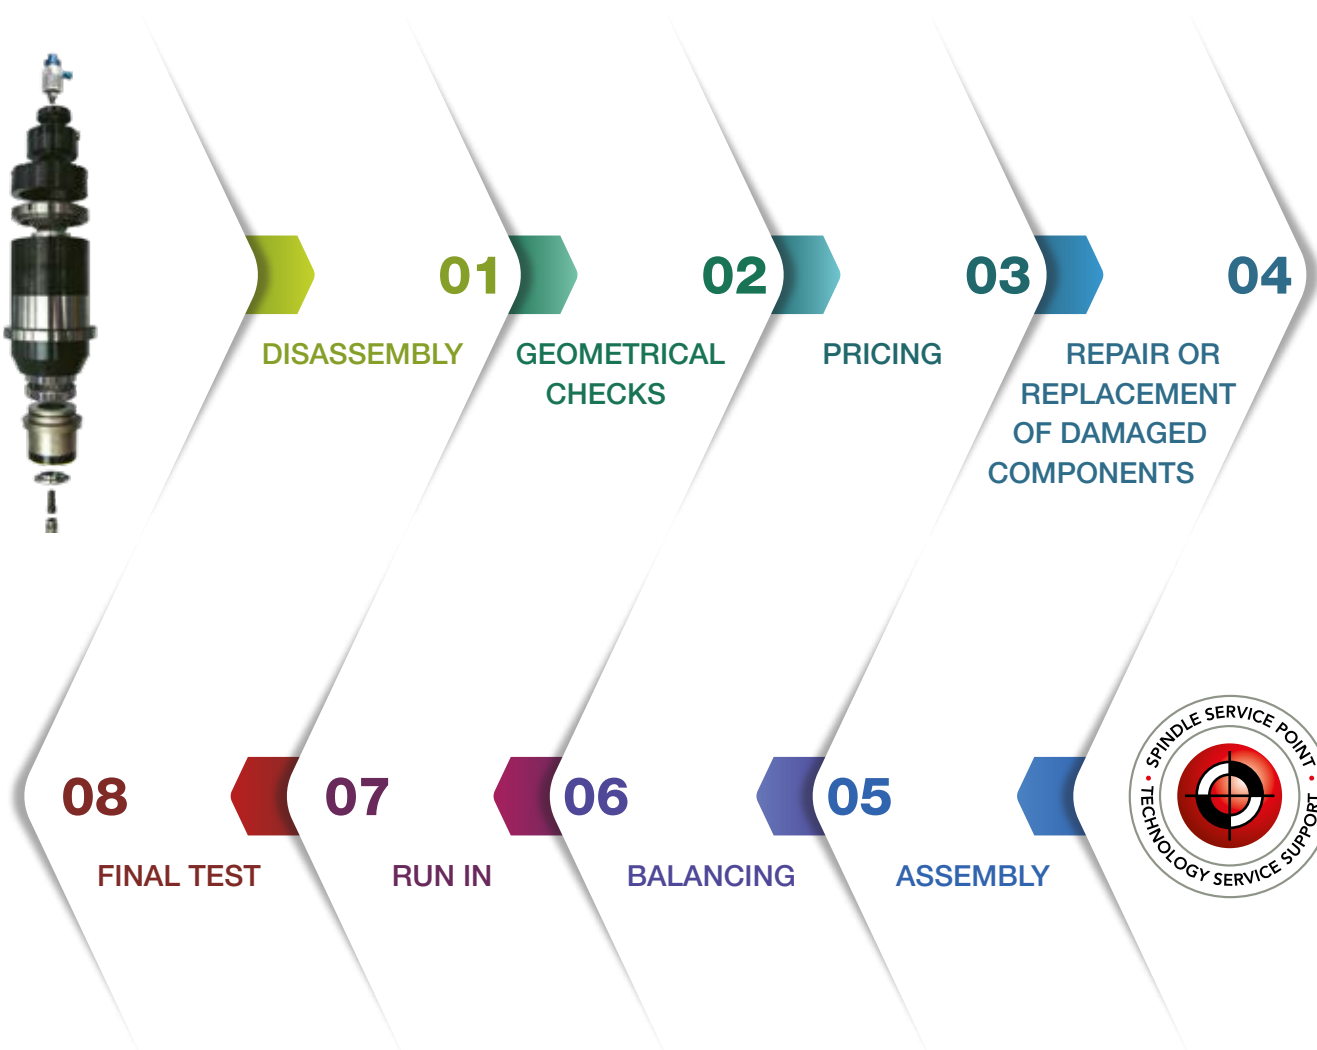 01
DISASSEMBLY
02
GEOMETRICAL
CHECKS
03
PRICING
04
REPAIR OR
REPLACEMENT
OF DAMAGED
COMPONENTS
05
ASSEMBLY
06
BALANCING
07
RUN IN
08
FINAL TEST
• SPINDLE SERVICE POINT •
TECHNOLOGY SERVICE SUPPORT